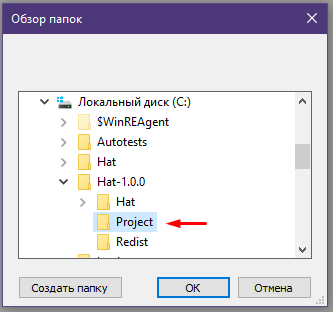 Обзор папок
Локальный диск (C:)
$WinREAgent
Autotests
Hat
Hat-1.0.0
Hat
Project
Redist
Создать папку
OK
Отмена